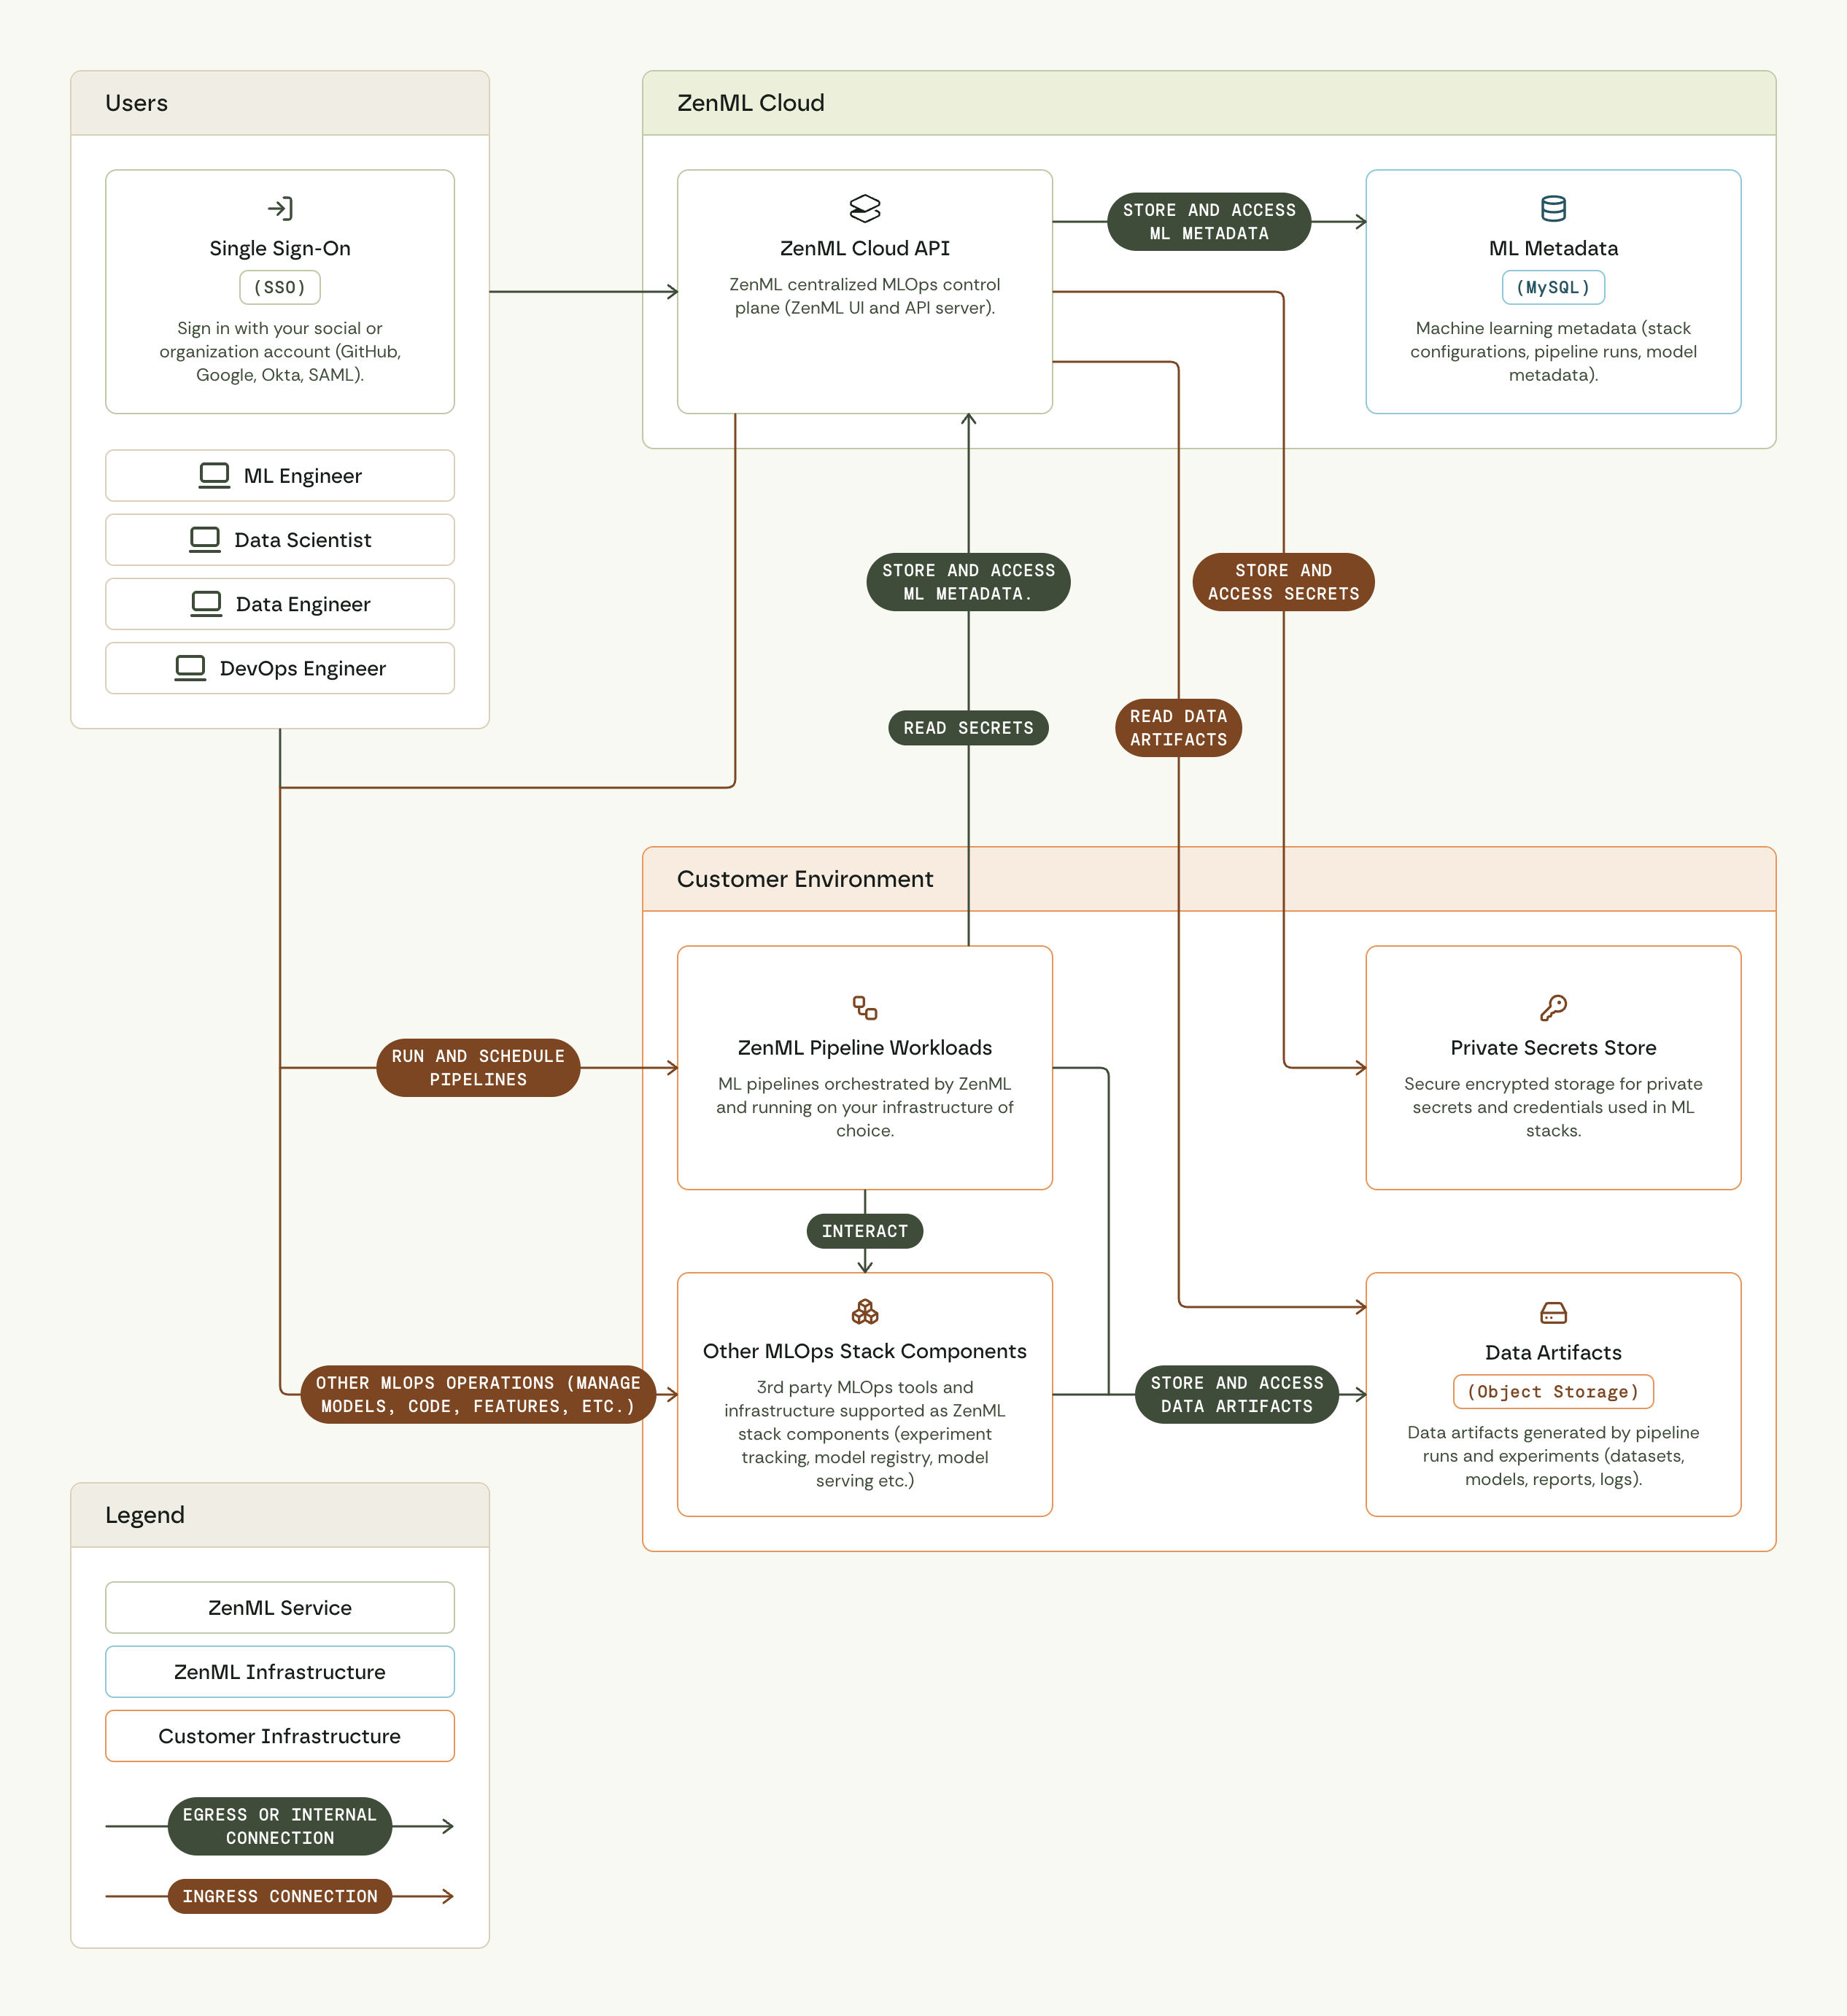 Users
Single Sign-On
(SSO)
Sign in with your social or
organization account (GitHub,
Google, Okta, SAML).
ML Engineer
Data Scientist
Data Engineer
DevOps Engineer
ZenML Cloud
ZenML Cloud API
ZenML centralized MLOps control
plane (ZenML UI and API server).
STORE AND ACCESS
ML METADATA
ML Metadata
(MySQL)
Machine learning metadata (stack
configurations, pipeline runs, model
metadata).
STORE AND ACCESS
ML METADATA.
STORE AND
ACCESS SECRETS
READ SECRETS
READ DATA
ARTIFACTS
Customer Environment
RUN AND SCHEDULE
PIPELINES
ZenML Pipeline Workloads
ML pipelines orchestrated by ZenML
and running on your infrastructure of
choice.
Private Secrets Store
Secure encrypted storage for private
secrets and credentials used in ML
stacks.
INTERACT
OTHER MLOPS OPERATIONS (MANAGE
MODELS, CODE, FEATURES, ETC.)
Other MLOps Stack Components
3rd party MLOps tools and
infrastructure supported as ZenML
stack components (experiment
tracking, model registry, model
serving etc.)
STORE AND ACCESS
DATA ARTIFACTS
Data Artifacts
(Object Storage)
Data artifacts generated by pipeline
runs and experiments (datasets,
models, reports, logs).
Legend
ZenML Service
ZenML Infrastructure
Customer Infrastructure
EGRESS OR INTERNAL
CONNECTION
INGRESS CONNECTION